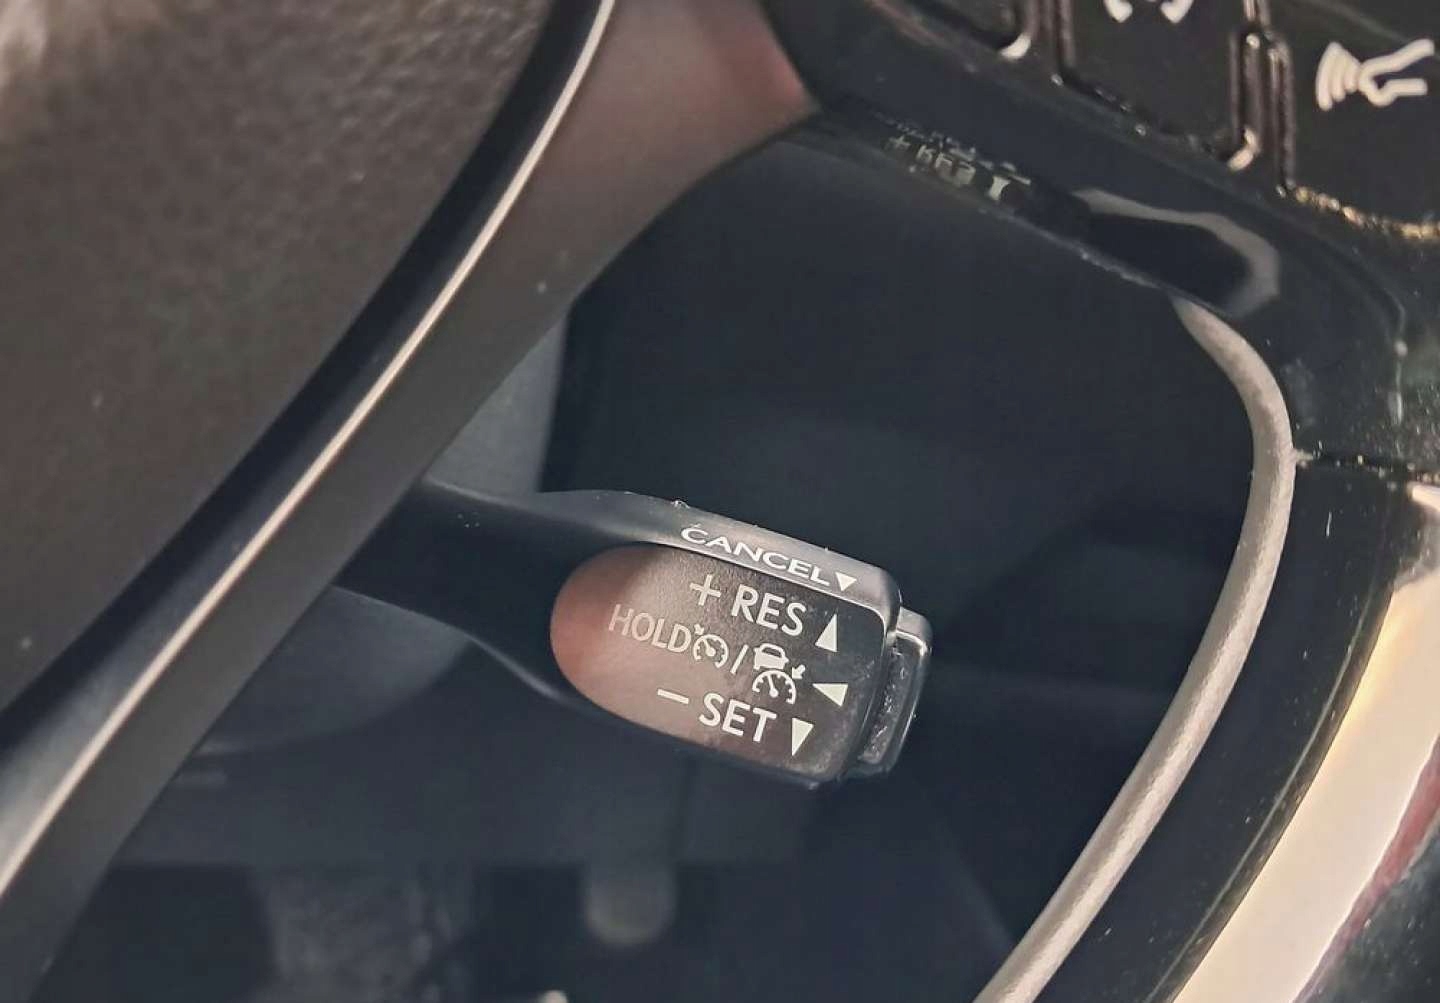 CANCEL▼
+ RES ▲
HOLD / ◀
− SET ▼